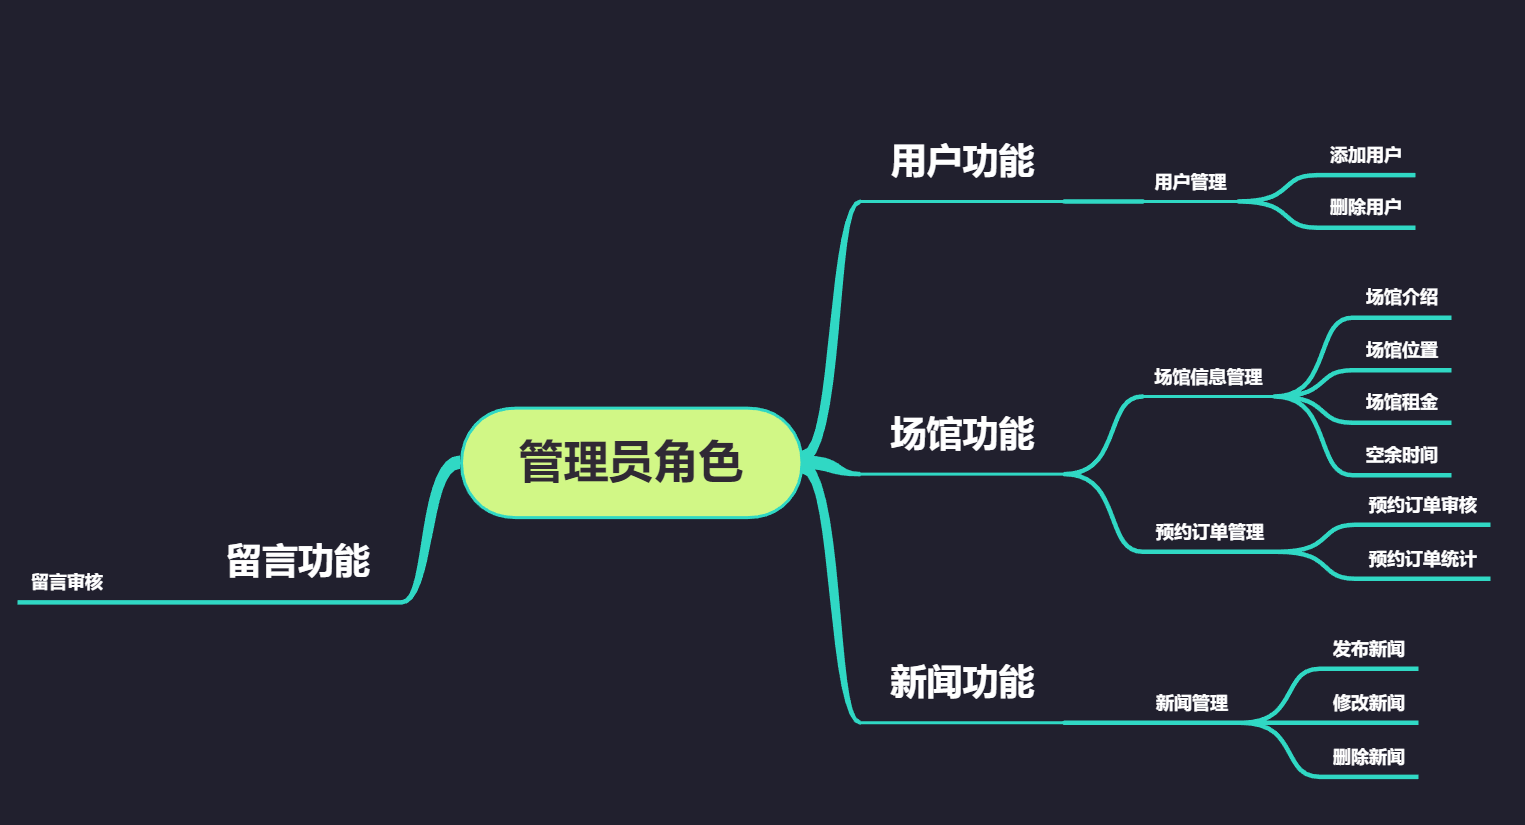 管理员角色
用户功能
用户管理
添加用户
删除用户
场馆功能
场馆信息管理
场馆介绍
场馆位置
场馆租金
空余时间
预约订单管理
预约订单审核
预约订单统计
新闻功能
新闻管理
发布新闻
修改新闻
删除新闻
留言功能
留言审核